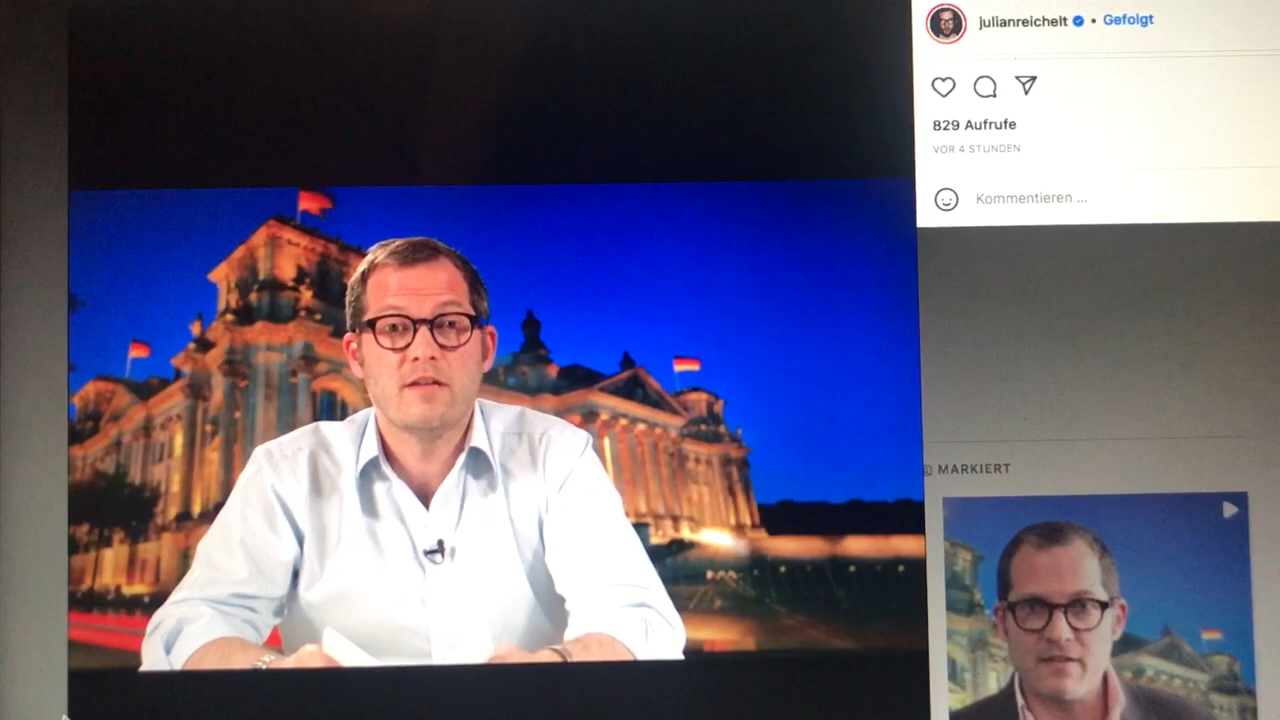 julianreichelt • Gefolgt
829 Aufrufe
VOR 4 STUNDEN
Kommentieren ...
MARKIERT